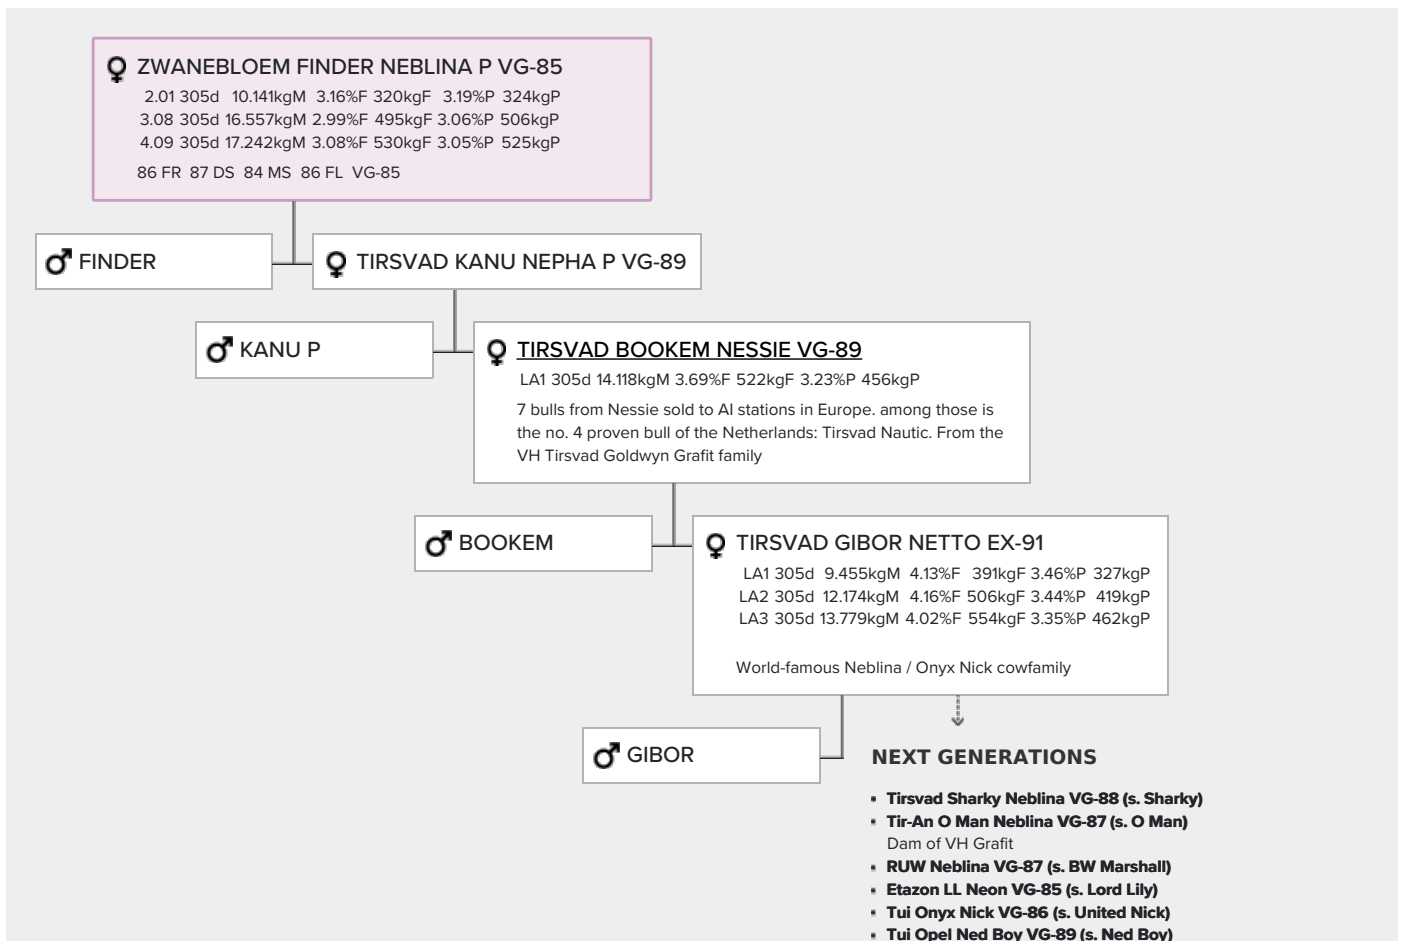 ZWANEBLOEM FINDER NEBLINA P VG-85
2.01 305d 10.141kgM 3.16%F 320kgF 3.19%P 324kgP
3.08 305d 16.557kgM 2.99%F 495kgF 3.06%P 506kgP
4.09 305d 17.242kgM 3.08%F 530kgF 3.05%P 525kgP
86 FR 87 DS 84 MS 86 FL VG-85
FINDER
TIRSVAD KANU NEPHA P VG-89
KANU P
TIRSVAD BOOKEM NESSIE VG-89
LA1 305d 14.118kgM 3.69%F 522kgF 3.23%P 456kgP
7 bulls from Nessie sold to AI stations in Europe. among those is
the no. 4 proven bull of the Netherlands: Tirsvad Nautic. From the
VH Tirsvad Goldwyn Grafit family
BOOKEM
TIRSVAD GIBOR NETTO EX-91
LA1 305d 9.455kgM 4.13%F 391kgF 3.46%P 327kgP
LA2 305d 12.174kgM 4.16%F 506kgF 3.44%P 419kgP
LA3 305d 13.779kgM 4.02%F 554kgF 3.35%P 462kgP
World-famous Neblina / Onyx Nick cowfamily
GIBOR
NEXT GENERATIONS
Tirsvad Sharky Neblina VG-88 (s. Sharky)
Tir-An O Man Neblina VG-87 (s. O Man)
Dam of VH Grafit
RUW Neblina VG-87 (s. BW Marshall)
Etazon LL Neon VG-85 (s. Lord Lily)
Tui Onyx Nick VG-86 (s. United Nick)
Tui Opel Ned Boy VG-89 (s. Ned Boy)